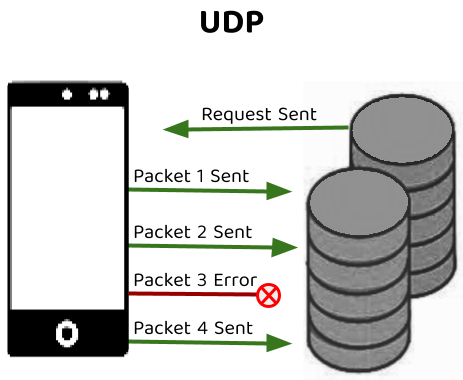 UDP
Request Sent
Packet 1 Sent
Packet 2 Sent
Packet 3 Error
Packet 4 Sent